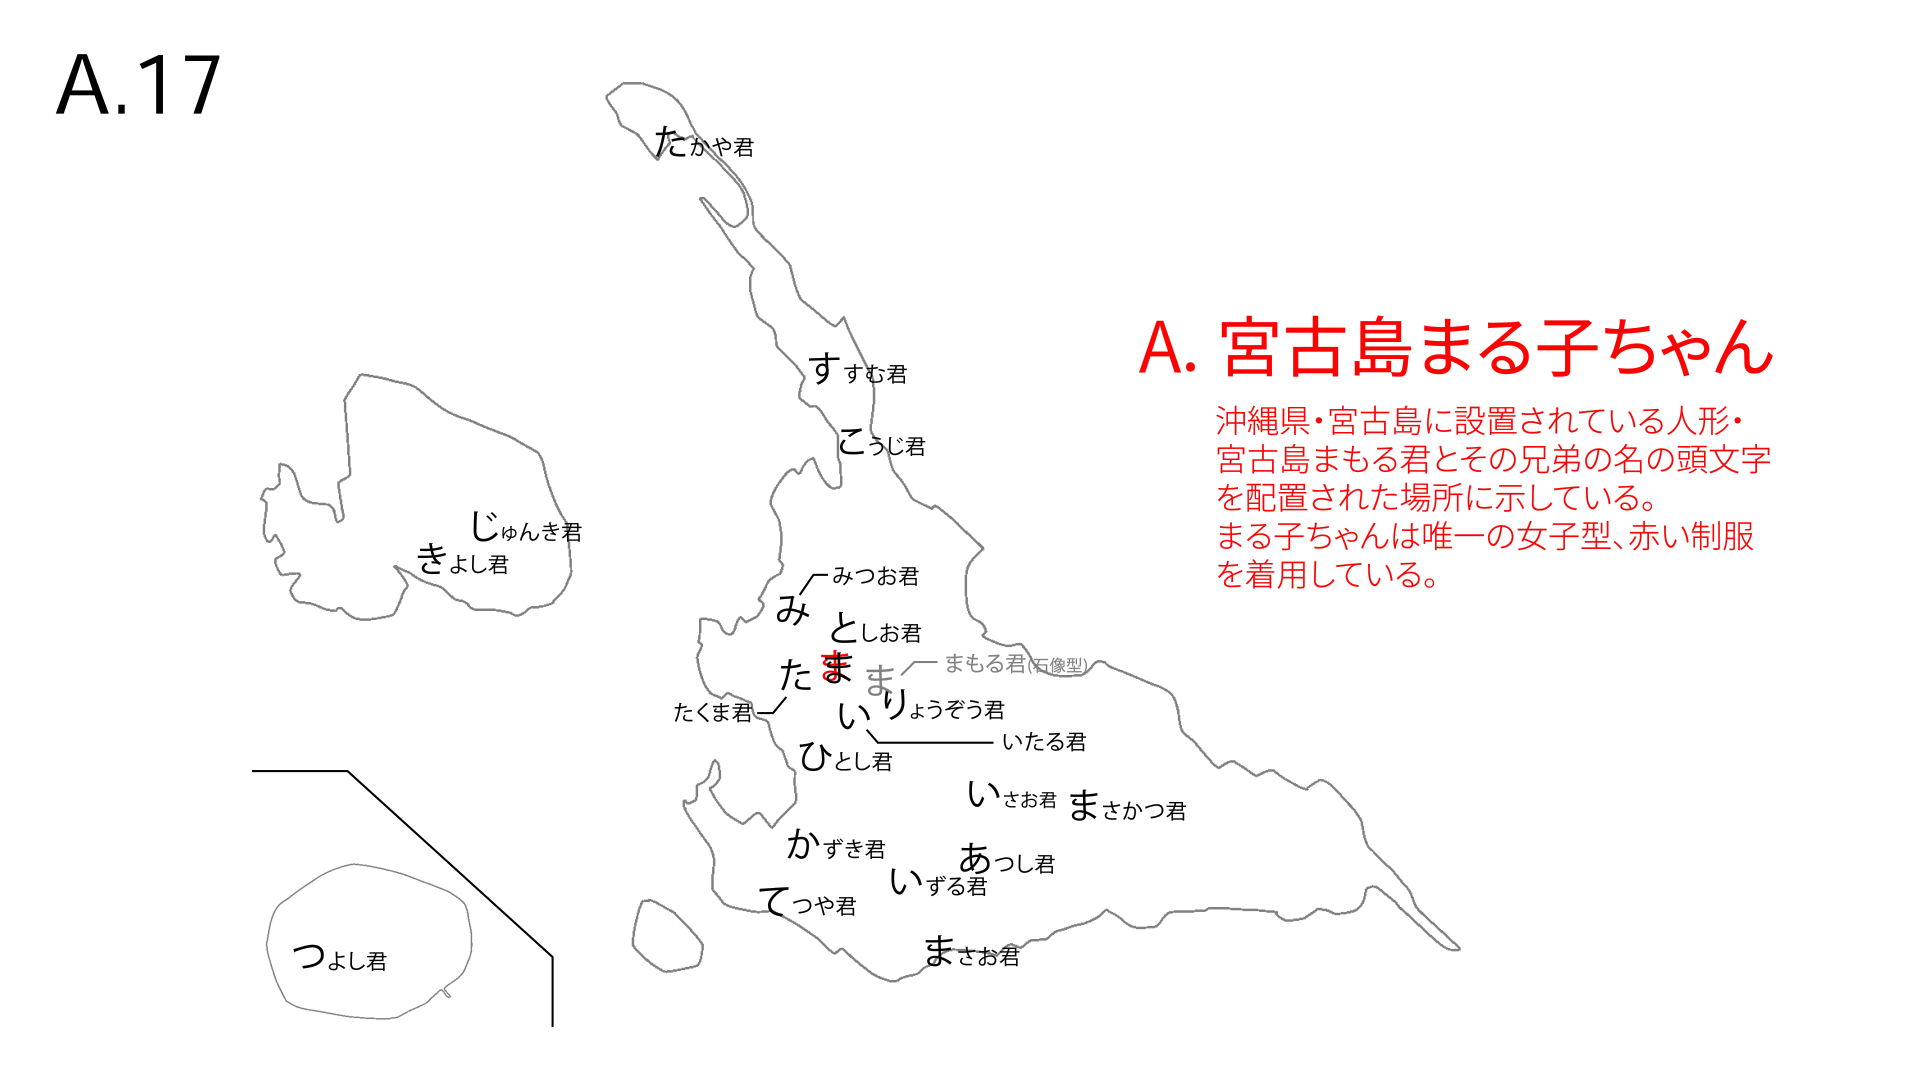 A.17
たかや君
すすむ君
こうじ君
A. 宮古島まる子ちゃん
沖縄県・宮古島に設置されている人形・
宮古島まもる君とその兄弟の名の頭文字
を配置された場所に示している。
まる子ちゃんは唯一の女子型、赤い制服
を着用している。
じゅんき君
きよし君
みつお君
み
としお君
ま
ま
ま
まもる君(石像型)
た
たくま君
りょうぞう君
い
いたる君
ひとし君
いさお君
まさかつ君
かずき君
あつし君
いずる君
てつや君
まさお君
つよし君